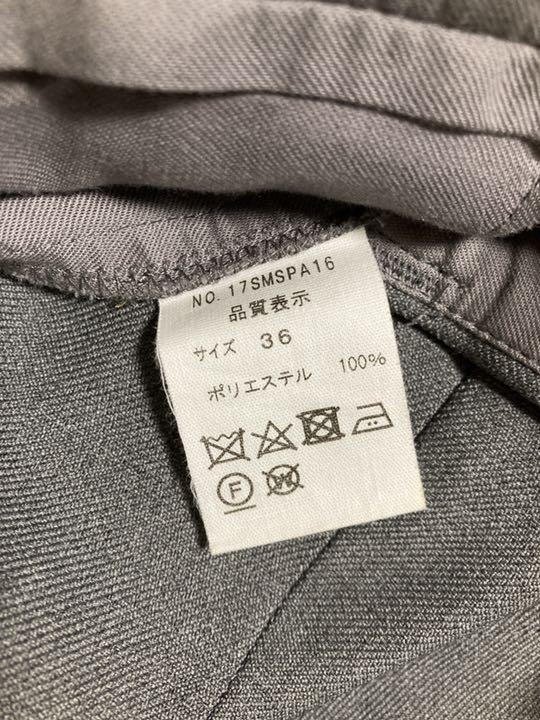 NO. 17SMSPA16
品質表示
サイズ 36
ポリエステル 100%
F
W